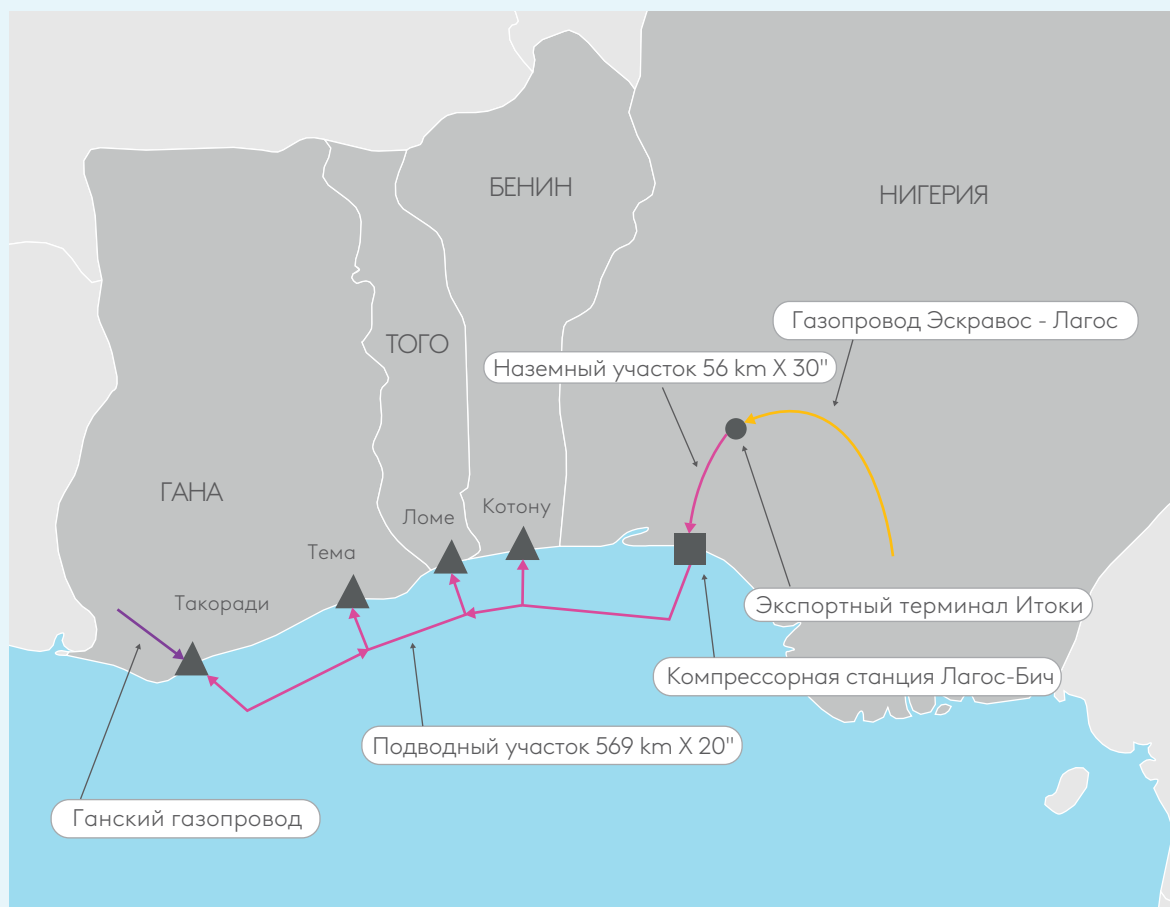 БЕНИН
НИГЕРИЯ
Газопровод Эскравос - Лагос
ТОГО
Наземный участок 56 km X 30"
ГАНА
Котону
Ломе
Тема
Такоради
Экспортный терминал Итоки
Компрессорная станция Лагос-Бич
Подводный участок 569 km X 20"
Ганский газопровод